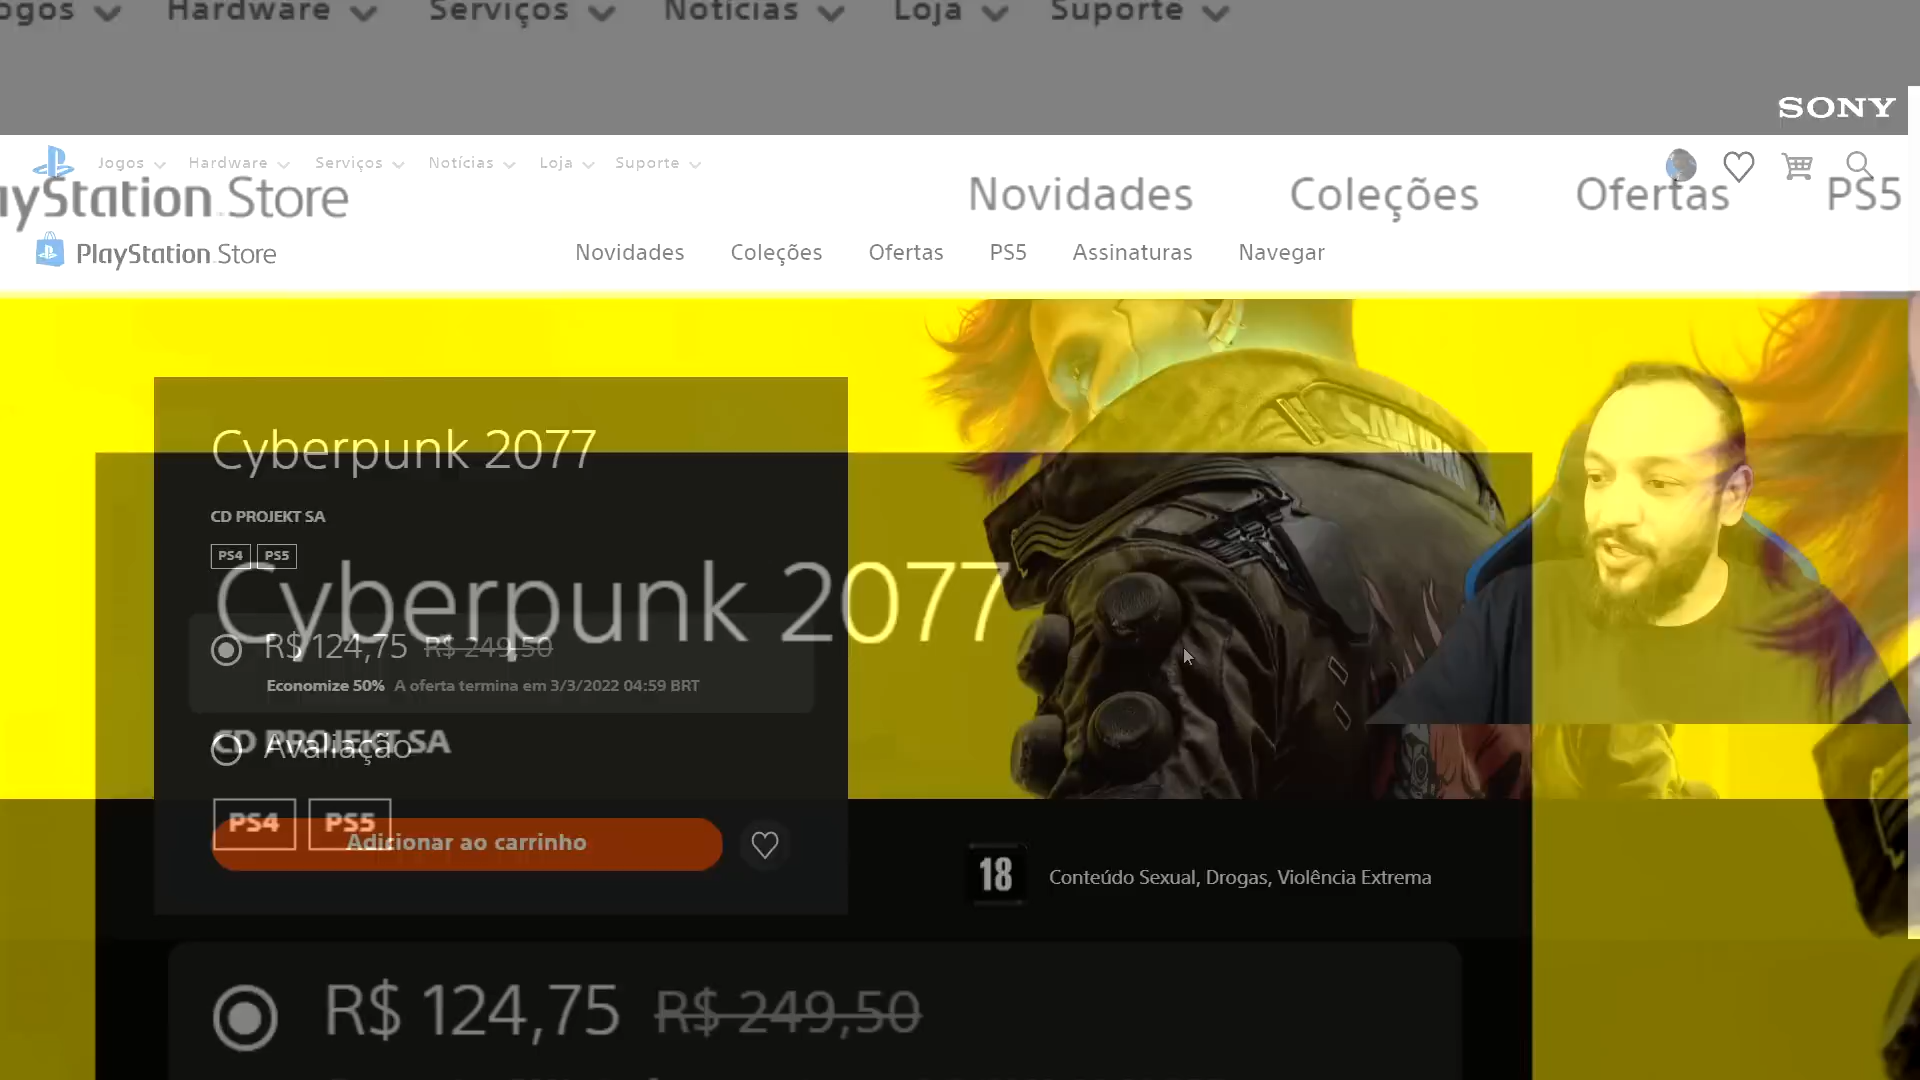 Jogos Hardware Serviços Notícias Loja Suporte
SONY
Jogos Hardware Serviços Notícias Loja Suporte
PlayStation Store
Novidades Coleções Ofertas PS5
PlayStation Store
Novidades Coleções Ofertas PS5 Assinaturas Navegar
SAMURAI
Cyberpunk 2077
CD PROJEKT SA
PS4 PS5
Cyberpunk 2077
R$ 124,75 R$ 249,50
Economize 50% A oferta termina em 3/3/2022 04:59 BRT
CD PROJEKT SA
Avaliação
PS4 PS5
Adicionar ao carrinho
18 Conteúdo Sexual, Drogas, Violência Extrema
R$ 124,75 R$ 249,50